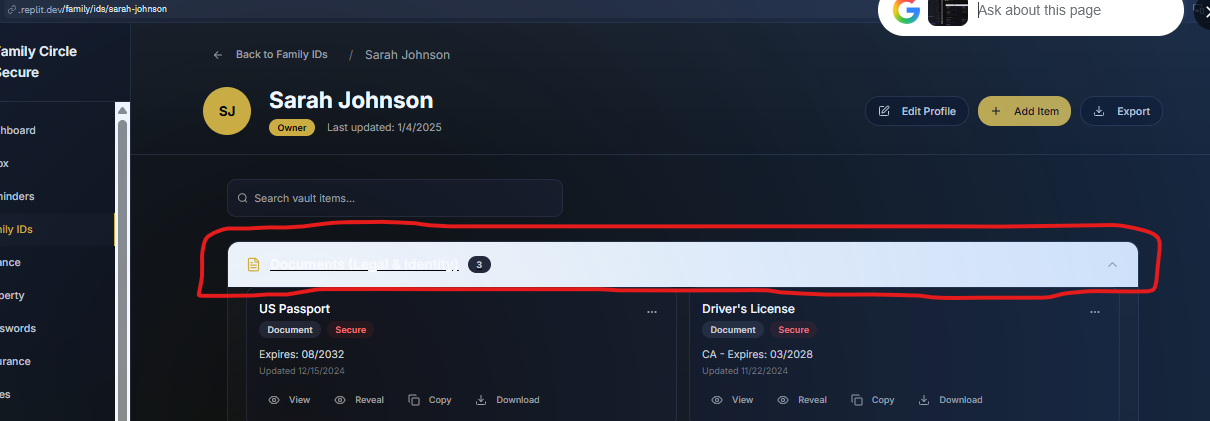 .replit.dev/family/ids/sarah-johnson
Ask about this page
amily Circle
Secure
Back to Family IDs / Sarah Johnson
SJ
Sarah Johnson
Owner Last updated: 1/4/2025
Edit Profile
+ Add Item
Export
hboard
ox
minders
ily IDs
ance
perty
swords
urance
es
Search vault items...
Documents (Legal & Identity) 3
US Passport ...
Document Secure
Expires: 08/2032
Updated 12/15/2024
View Reveal Copy Download
Driver's License ...
Document Secure
CA - Expires: 03/2028
Updated 11/22/2024
View Reveal Copy Download